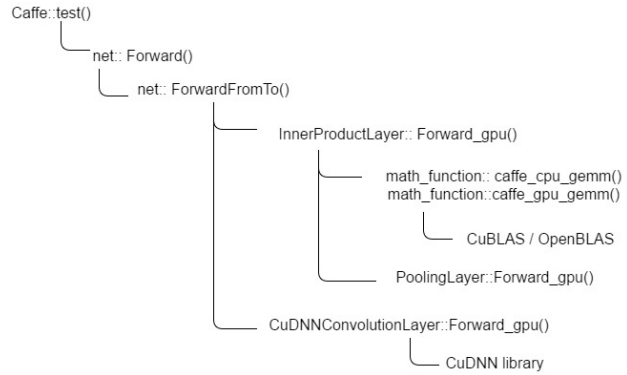 Caffe::test()
net:: Forward()
net:: ForwardFromTo()
InnerProductLayer:: Forward_gpu()
math_function:: caffe_cpu_gemm()
math_function::caffe_gpu_gemm()
CuBLAS / OpenBLAS
PoolingLayer::Forward_gpu()
CuDNNConvolutionLayer::Forward_gpu()
CuDNN library